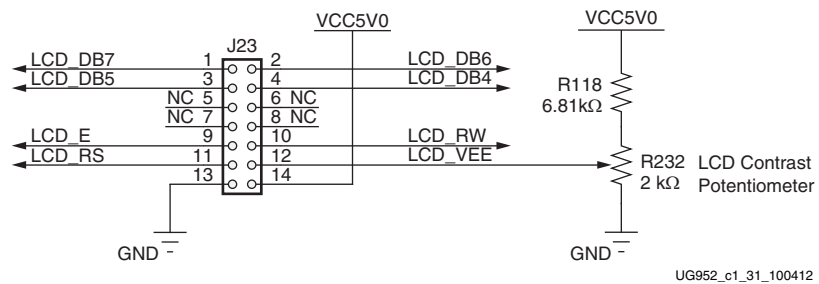 VCC5V0
VCC5V0
J23
LCD_DB7 1 2 LCD_DB6
LCD_DB5 3 4 LCD_DB4
NC 5 6 NC
NC 7 8 NC
LCD_E 9 10 LCD_RW
LCD_RS 11 12 LCD_VEE
13 14
R118
6.81kΩ
R232 LCD Contrast
2 kΩ Potentiometer
GND
GND
UG952_c1_31_100412